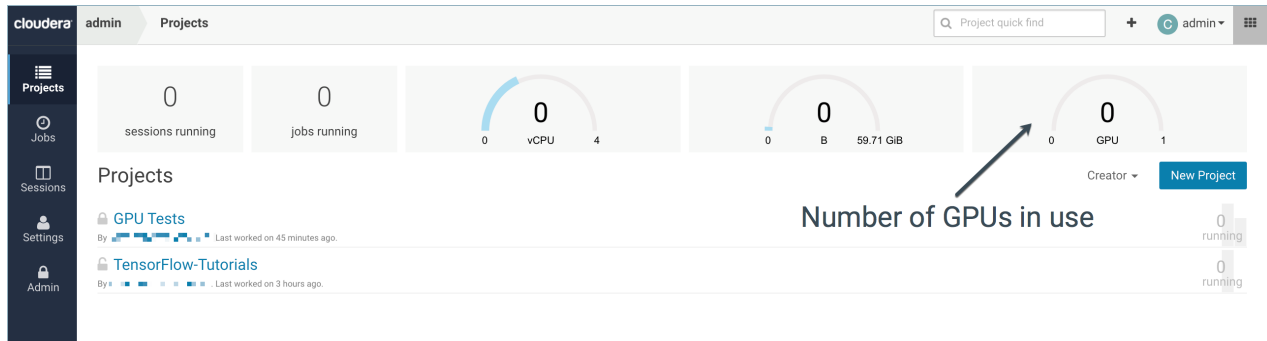 cloudera
admin
Projects
Project quick find
C
admin
Projects
Jobs
Sessions
Settings
Admin
0
sessions running
0
jobs running
0
0 vCPU 4
0
0 B 59.71 GiB
0
0 GPU 1
Projects
Creator
New Project
Number of GPUs in use
GPU Tests
By
Last worked on 45 minutes ago.
0
running
TensorFlow-Tutorials
By
. Last worked on 3 hours ago.
0
running